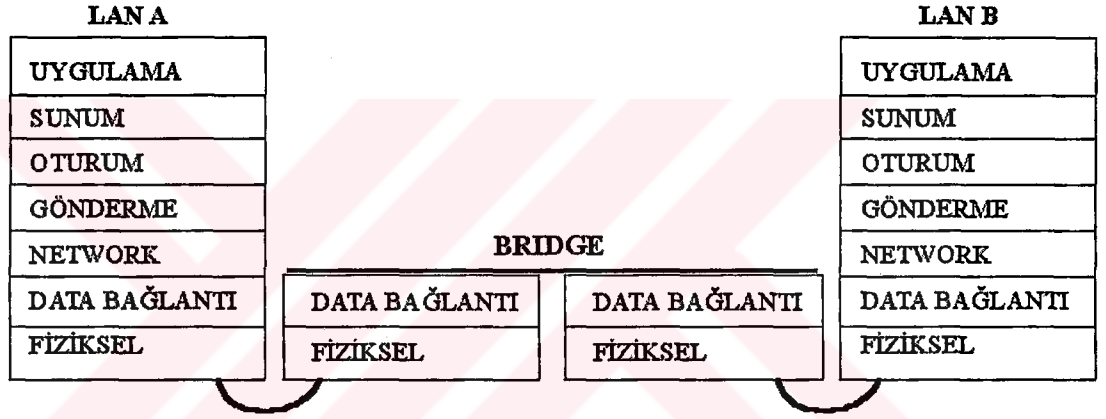 LAN A
UYGULAMA
SUNUM
OTURUM
GÖNDERME
NETWORK
DATA BAĞLANTI
FİZİKSEL
BRIDGE
DATA BAĞLANTI
FİZİKSEL
DATA BAĞLANTI
FİZİKSEL
LAN B
UYGULAMA
SUNUM
OTURUM
GÖNDERME
NETWORK
DATA BAĞLANTI
FİZİKSEL